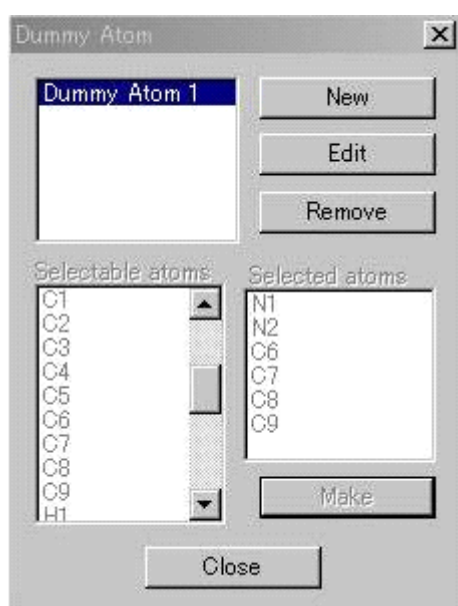 Dummy Atom
Dummy Atom 1
New
Edit
Remove
Selectable atoms
C1
C2
C3
C4
C5
C6
C7
C8
C9
H1
Selected atoms
N1
N2
C6
C7
C8
C9
Make
Close